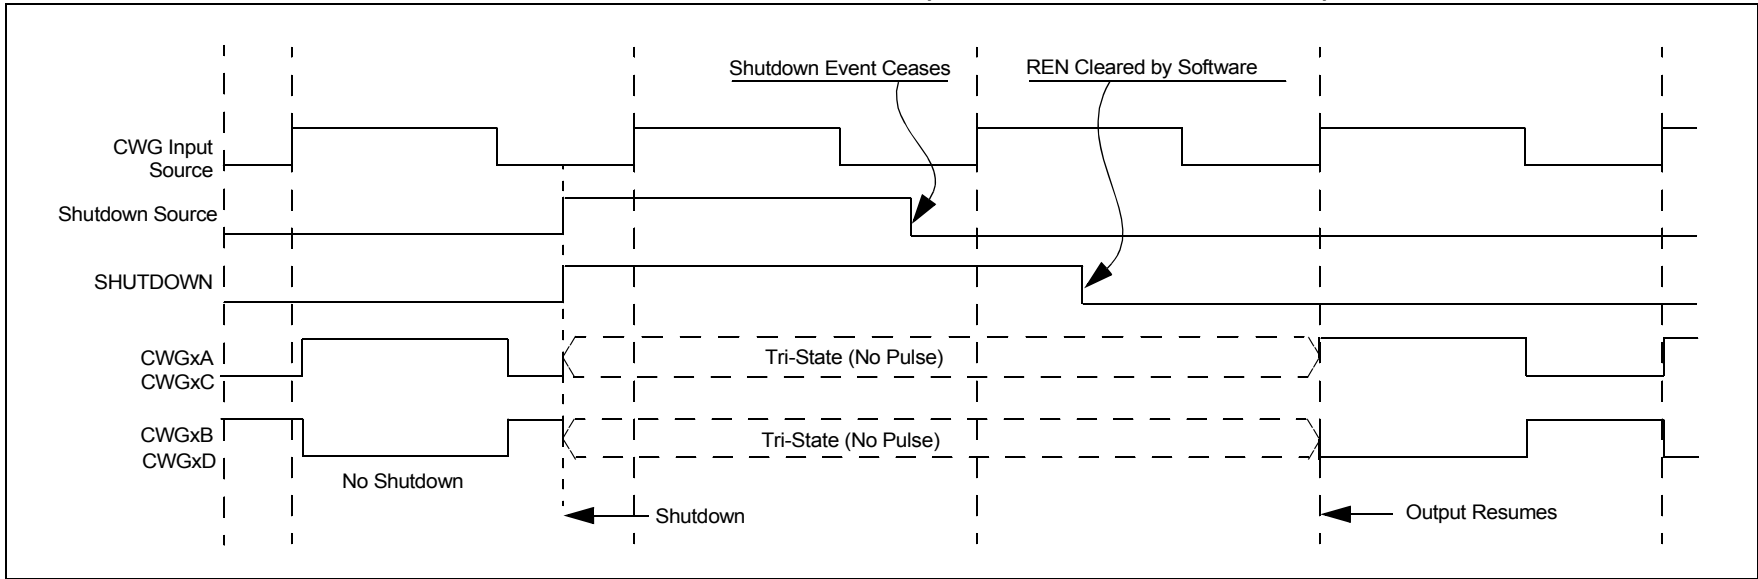 Shutdown Event Ceases
REN Cleared by Software
CWG Input
Source
Shutdown Source
SHUTDOWN
CWGxA
CWGxC
Tri-State (No Pulse)
CWGxB
CWGxD
Tri-State (No Pulse)
No Shutdown
Shutdown
Output Resumes